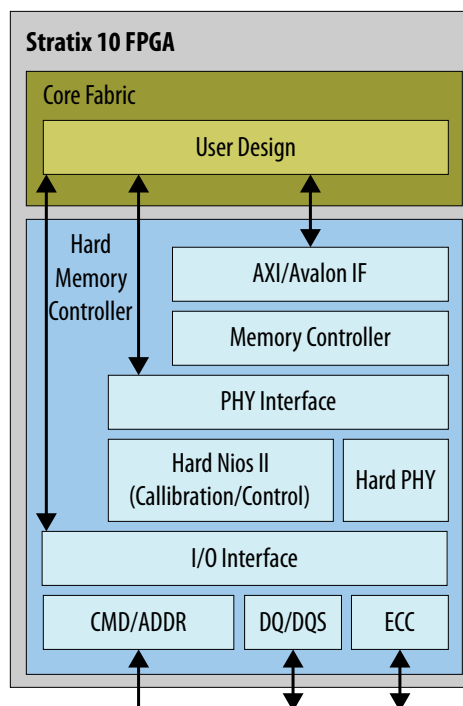 Stratix 10 FPGA
Core Fabric
User Design
Hard
Memory
Controller
AXI/Avalon IF
Memory Controller
PHY Interface
Hard Nios II
(Callibration/Control)
Hard PHY
I/O Interface
CMD/ADDR
DQ/DQS
ECC